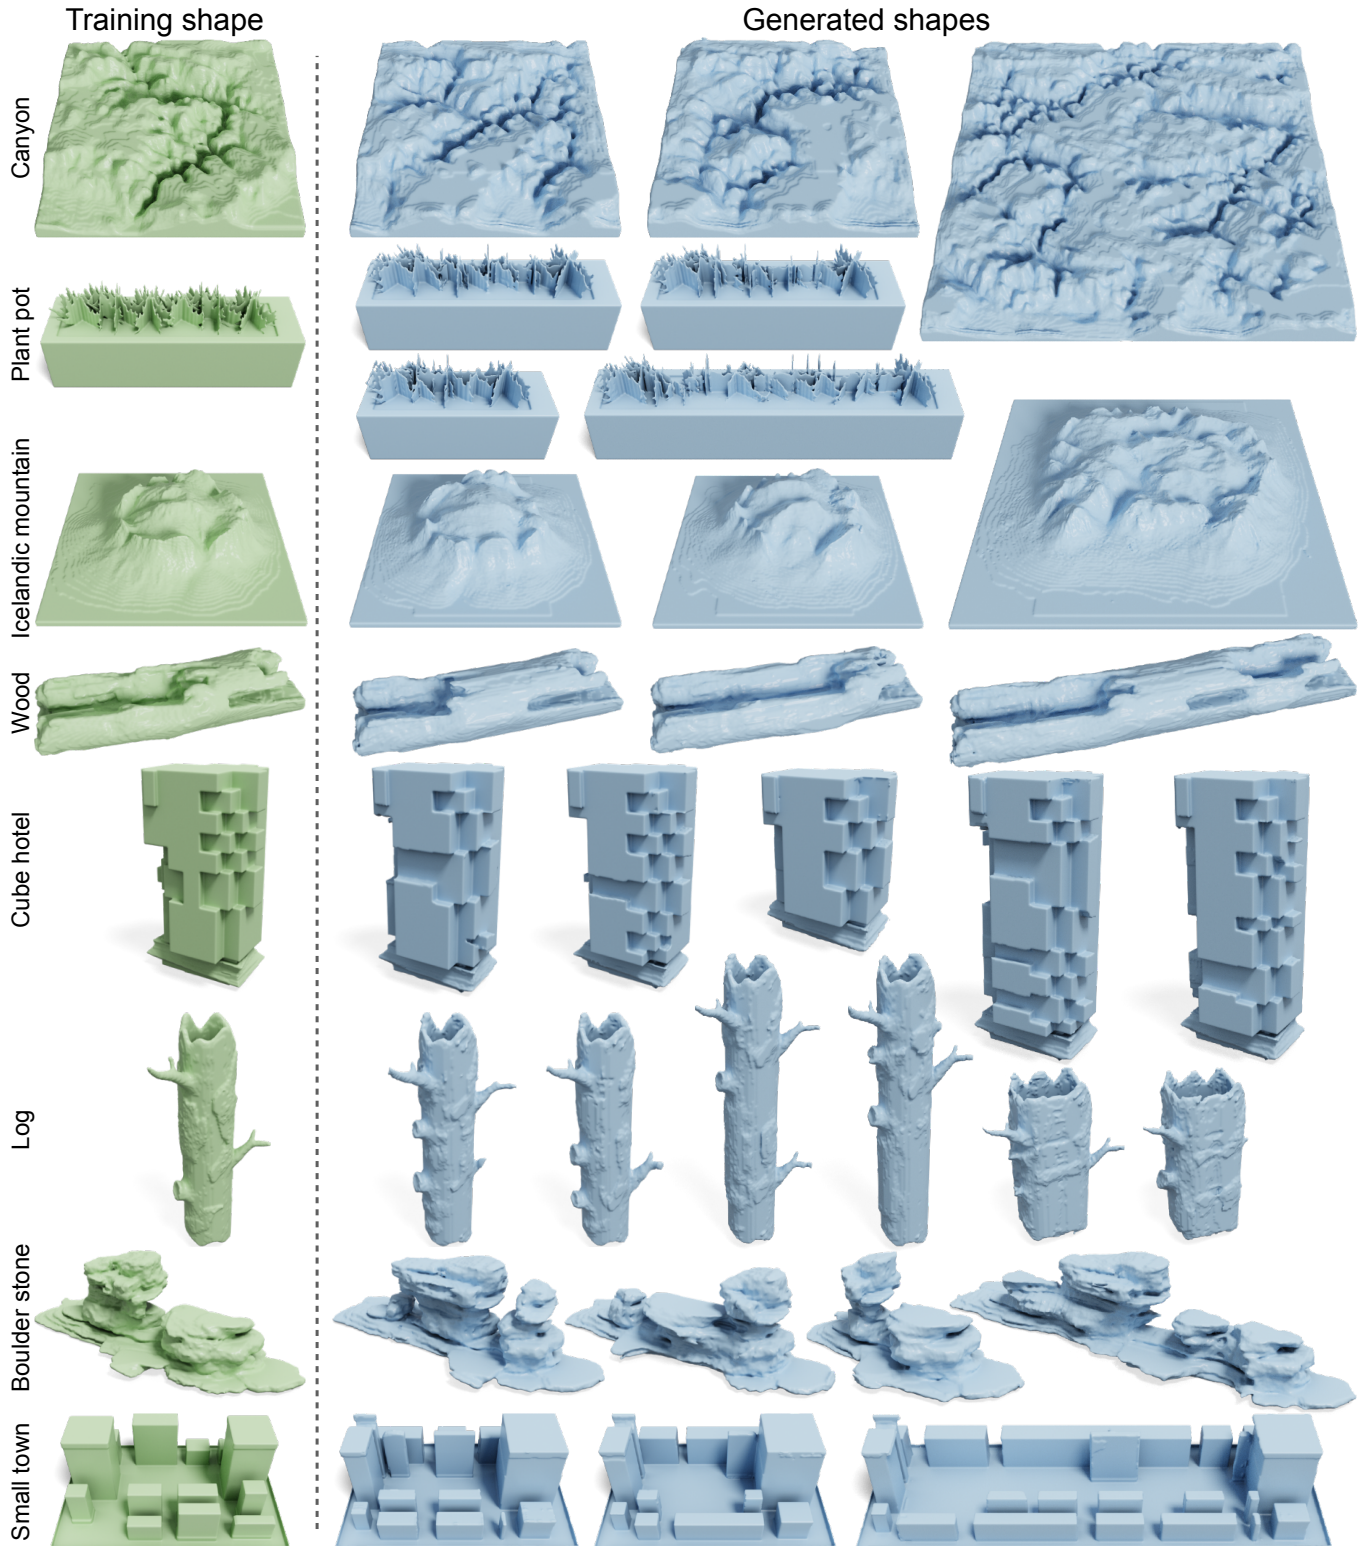 Training shape
Generated shapes
Canyon
Plant pot
Icelandic mountain
Wood
Cube hotel
Log
Boulder stone
Small town